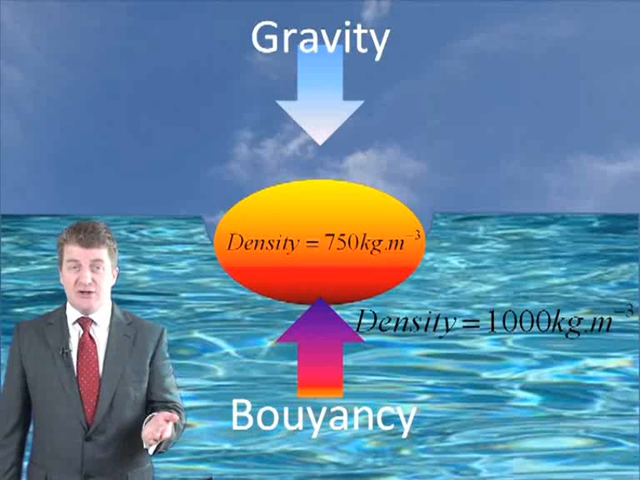 Gravity
Density = 750kg.m⁻³
Density = 1000kg.m⁻³
Bouyancy